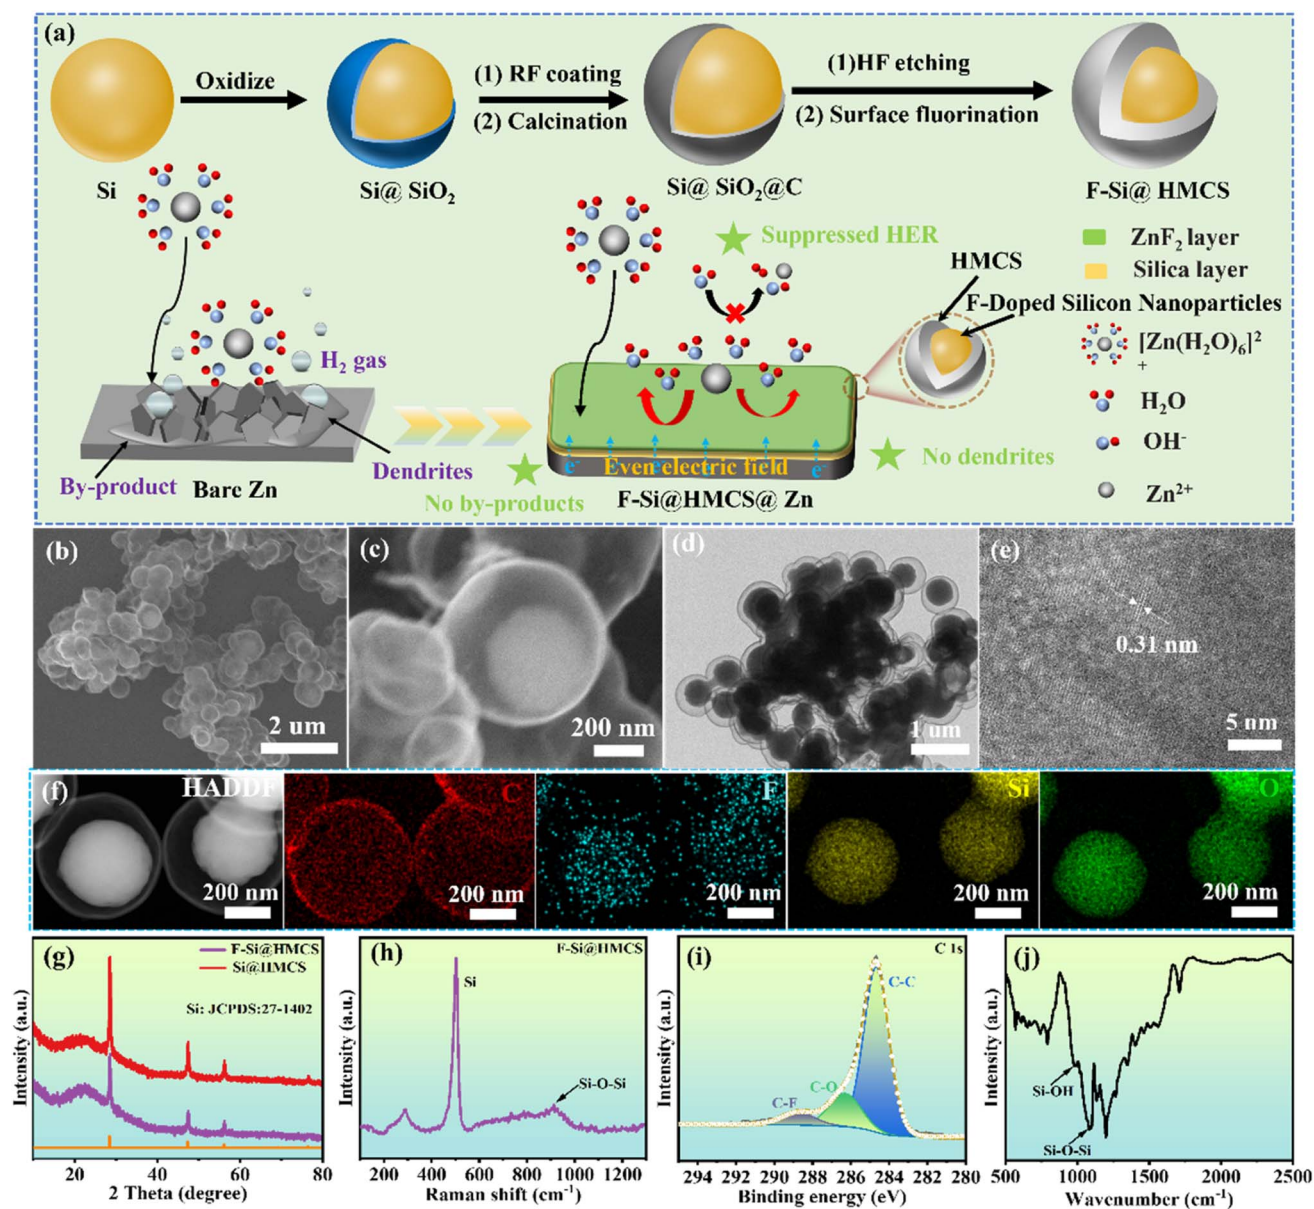 (a)
Oxidize
(1) RF coating
(2) Calcination
(1)HF etching
(2) Surface fluorination
Si
Si@ SiO2
Si@ SiO2@C
F-Si@ HMCS
Suppressed HER
ZnF2 layer
Silica layer
HMCS
F-Doped Silicon Nanoparticles
[Zn(H2O)6]2
+
H2 gas
H2O
OH-
Zn2+
By-product
Bare Zn
Dendrites
No by-products
e-
e-
e-
e-
Even electric field
F-Si@HMCS@ Zn
No dendrites
(b)
2 um
(c)
200 nm
(d)
1 um
(e)
0.31 nm
5 nm
(f)
HADDF
200 nm
C
200 nm
F
200 nm
Si
200 nm
O
200 nm
(g)
F-Si@HMCS
Si@HMCS
Si: JCPDS:27-1402
Intensity (a.u.)
20 40 60 80
2 Theta (degree)
(h)
F-Si@HMCS
Si
Si-O-Si
Intensity (a.u.)
200 400 600 800 1000 1200
Raman shift (cm-1)
(i)
C 1s
C-C
C-O
C-F
Intensity (a.u.)
294 292 290 288 286 284 282 280
Binding energy (eV)
(j)
Si-OH
Si-O-Si
Intensity (a.u.)
500 1000 1500 2000 2500
Wavenumber (cm-1)